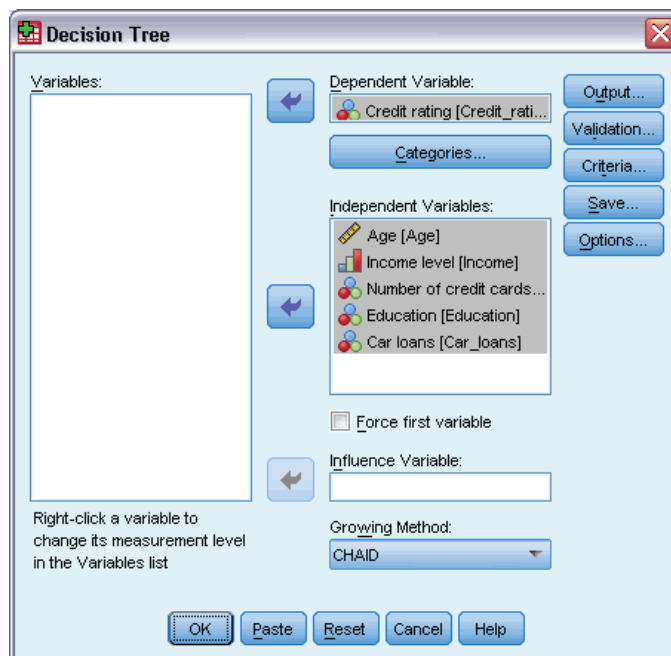 Decision Tree
Variables:
Right-click a variable to
change its measurement level
in the Variables list
Dependent Variable:
Credit rating [Credit_rati...
Categories...
Independent Variables:
Age [Age]
Income level [Income]
Number of credit cards...
Education [Education]
Car loans [Car_loans]
Force first variable
Influence Variable:
Growing Method:
CHAID
Output...
Validation...
Criteria...
Save...
Options...
OK
Paste
Reset
Cancel
Help